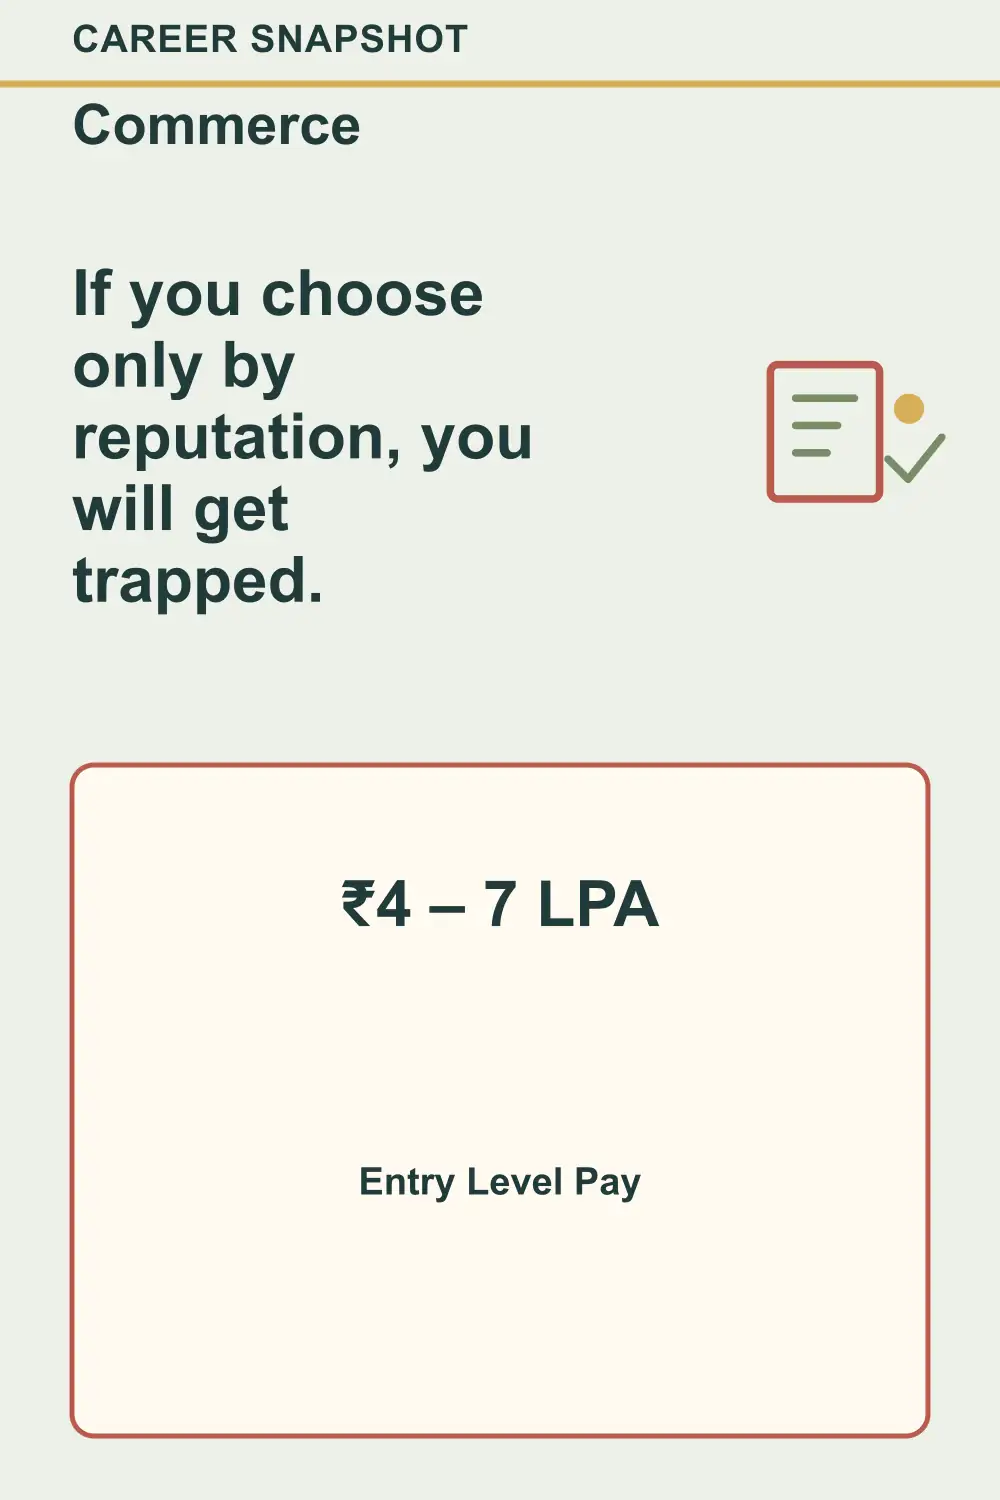 CAREER SNAPSHOT
Commerce
If you choose
only by
reputation, you
will get
trapped.
₹4 – 7 LPA
Entry Level Pay